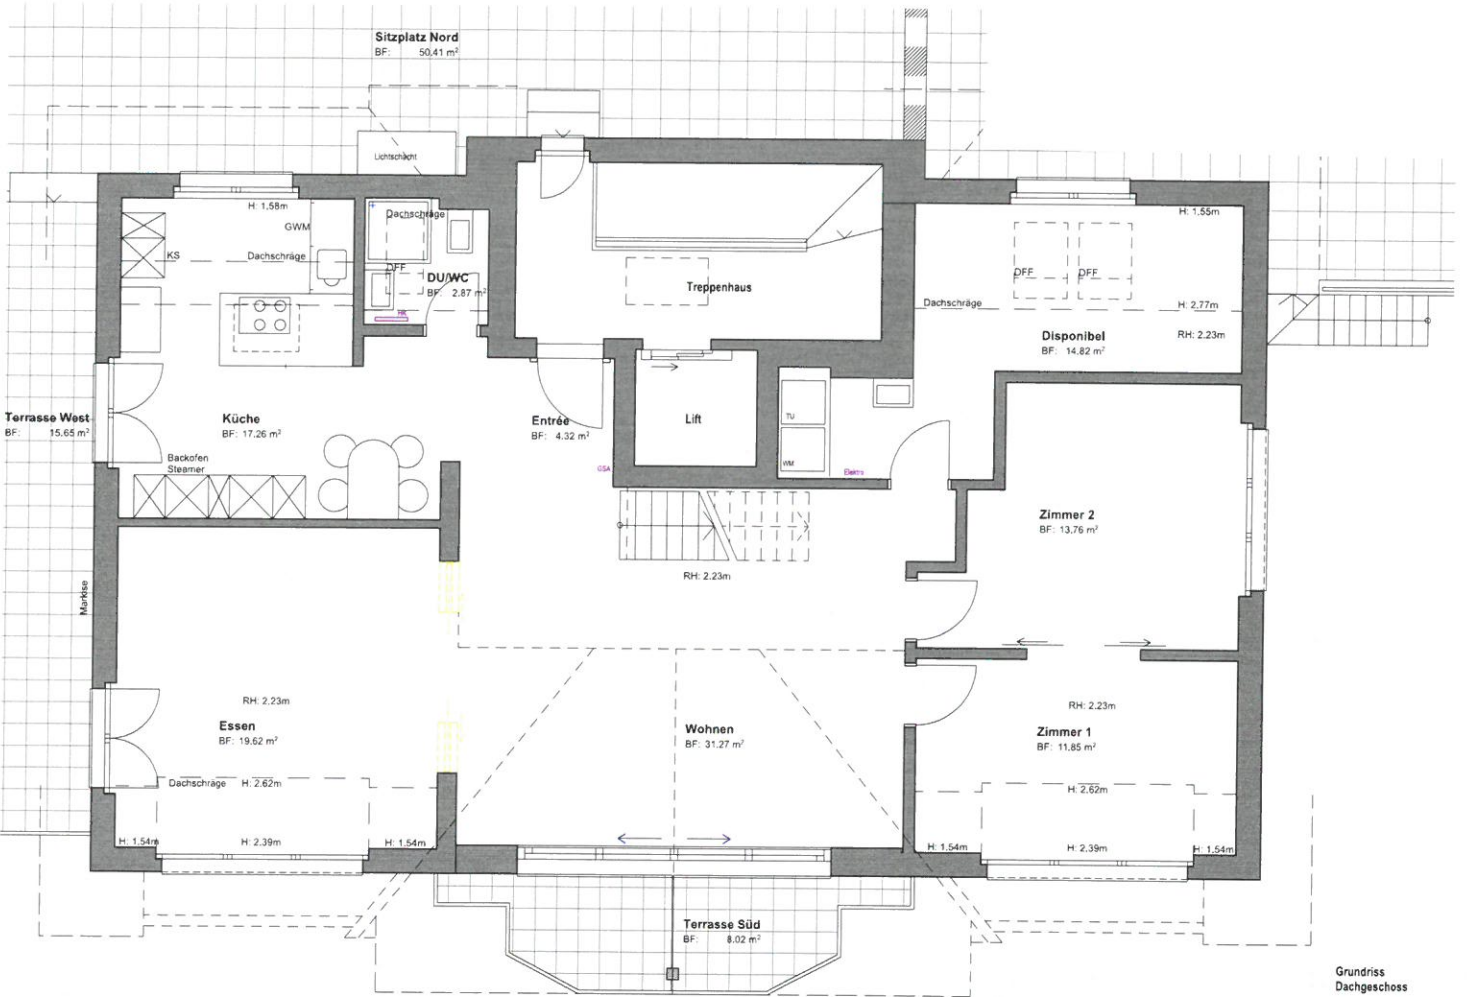 Sitzplatz Nord
BF: 50.41 m²
Lichtschacht
H: 1,58m
GWM
KS
Dachschräge
Dachschräge
DFF
DU/WC
BF: 2.87 m²
HK
Treppenhaus
H: 1,55m
DFF
DFF
Dachschräge
H: 2,77m
Disponibel
BF: 14,82 m²
RH: 2.23m
Terrasse West
BF: 15.65 m²
Küche
BF: 17.26 m²
Backofen
Steamer
Entrée
BF: 4.32 m²
GSA
Lift
TU
WM
Elektro
Zimmer 2
BF: 13,76 m²
RH: 2.23m
Markise
RH: 2.23m
Essen
BF: 19.62 m²
Dachschräge
H: 2.62m
H: 1.54m
H: 2.39m
H: 1.54m
Wohnen
BF: 31.27 m²
RH: 2.23m
Zimmer 1
BF: 11,85 m²
H: 2.62m
H: 1.54m
H: 2.39m
H: 1.54m
Terrasse Süd
BF: 8.02 m²
Grundriss
Dachgeschoss